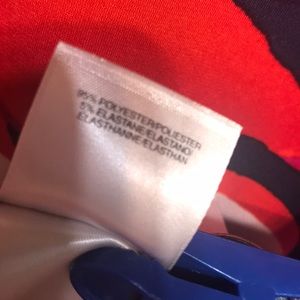 95% POLYESTER/POLIESTER
5% ELASTANE/ELASTANO/
ELASTHANNE/ELASTHAN